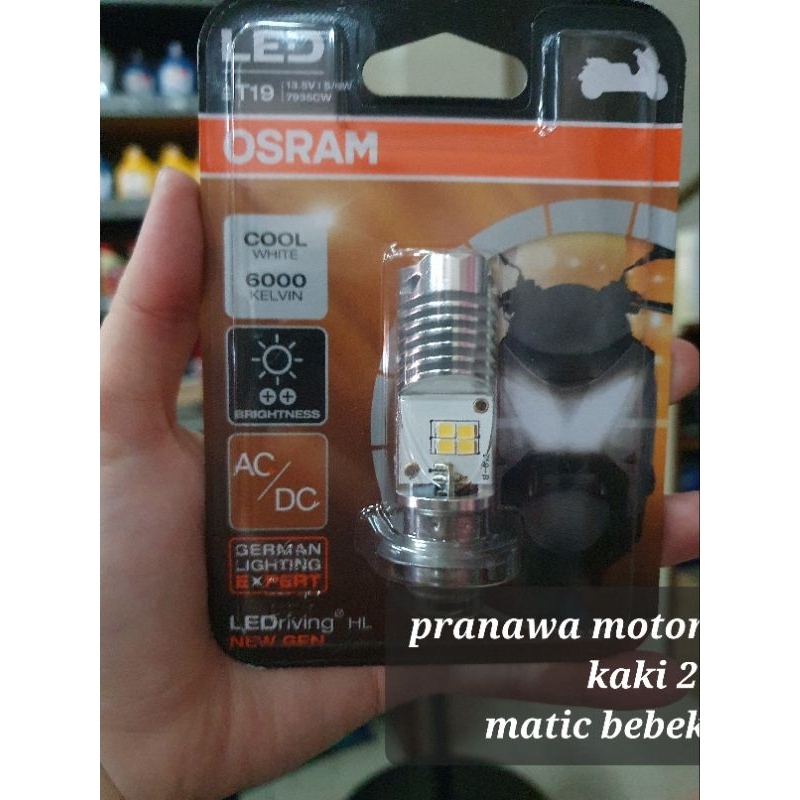 LED
T19
13.5V
7935CW
OSRAM
COOL
WHITE
6000
KELVIN
BRIGHTNESS
AC/DC
GERMAN
LIGHTING
EXPERT
LEDriving® HL
NEW GEN
pranawa motor
kaki 2
matic bebek